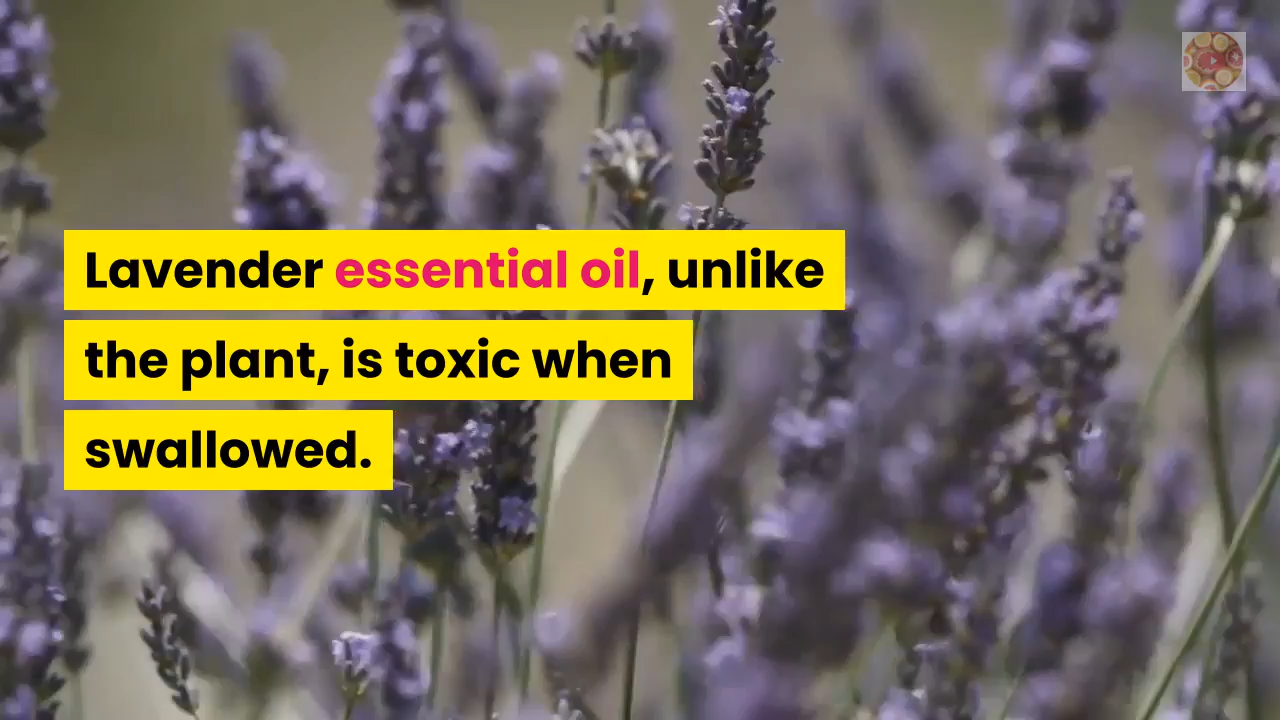 Lavender essential oil, unlike
the plant, is toxic when
swallowed.